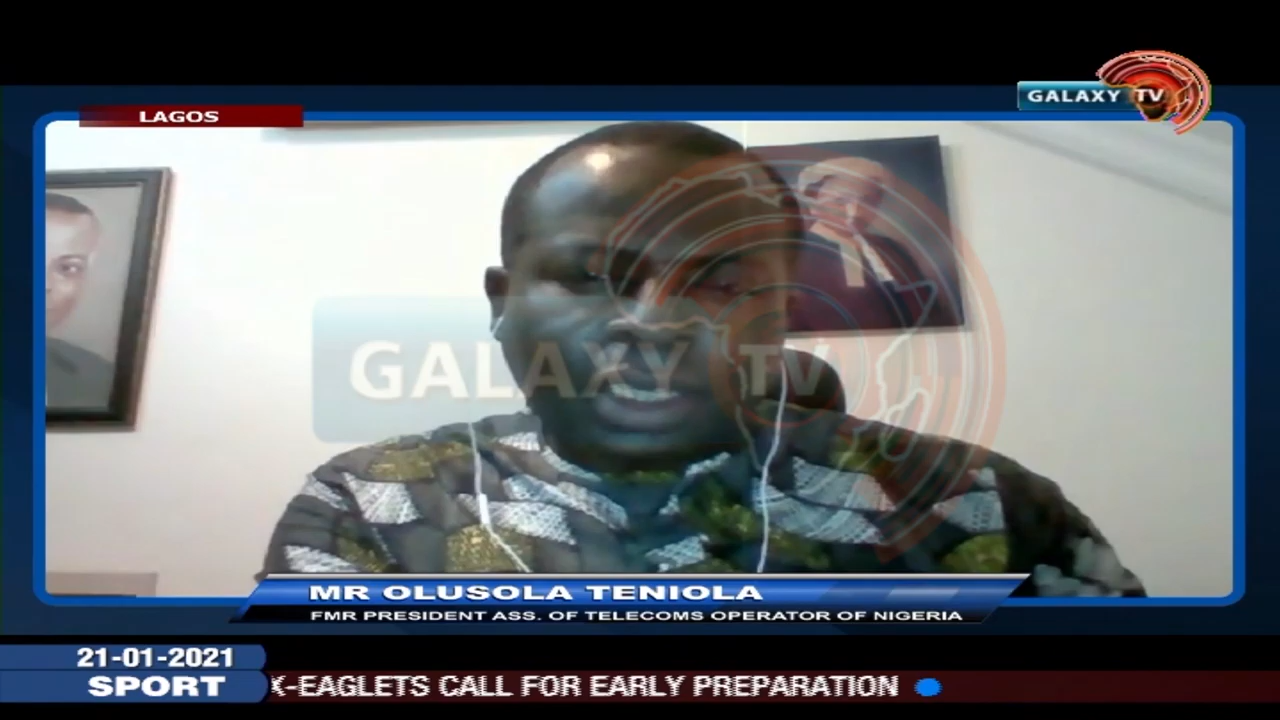 GALAXY TV
LAGOS
GALAXY TV
MR OLUSOLA TENIOLA
FMR PRESIDENT ASS. OF TELECOMS OPERATOR OF NIGERIA
21-01-2021
SPORT
X-EAGLETS CALL FOR EARLY PREPARATION